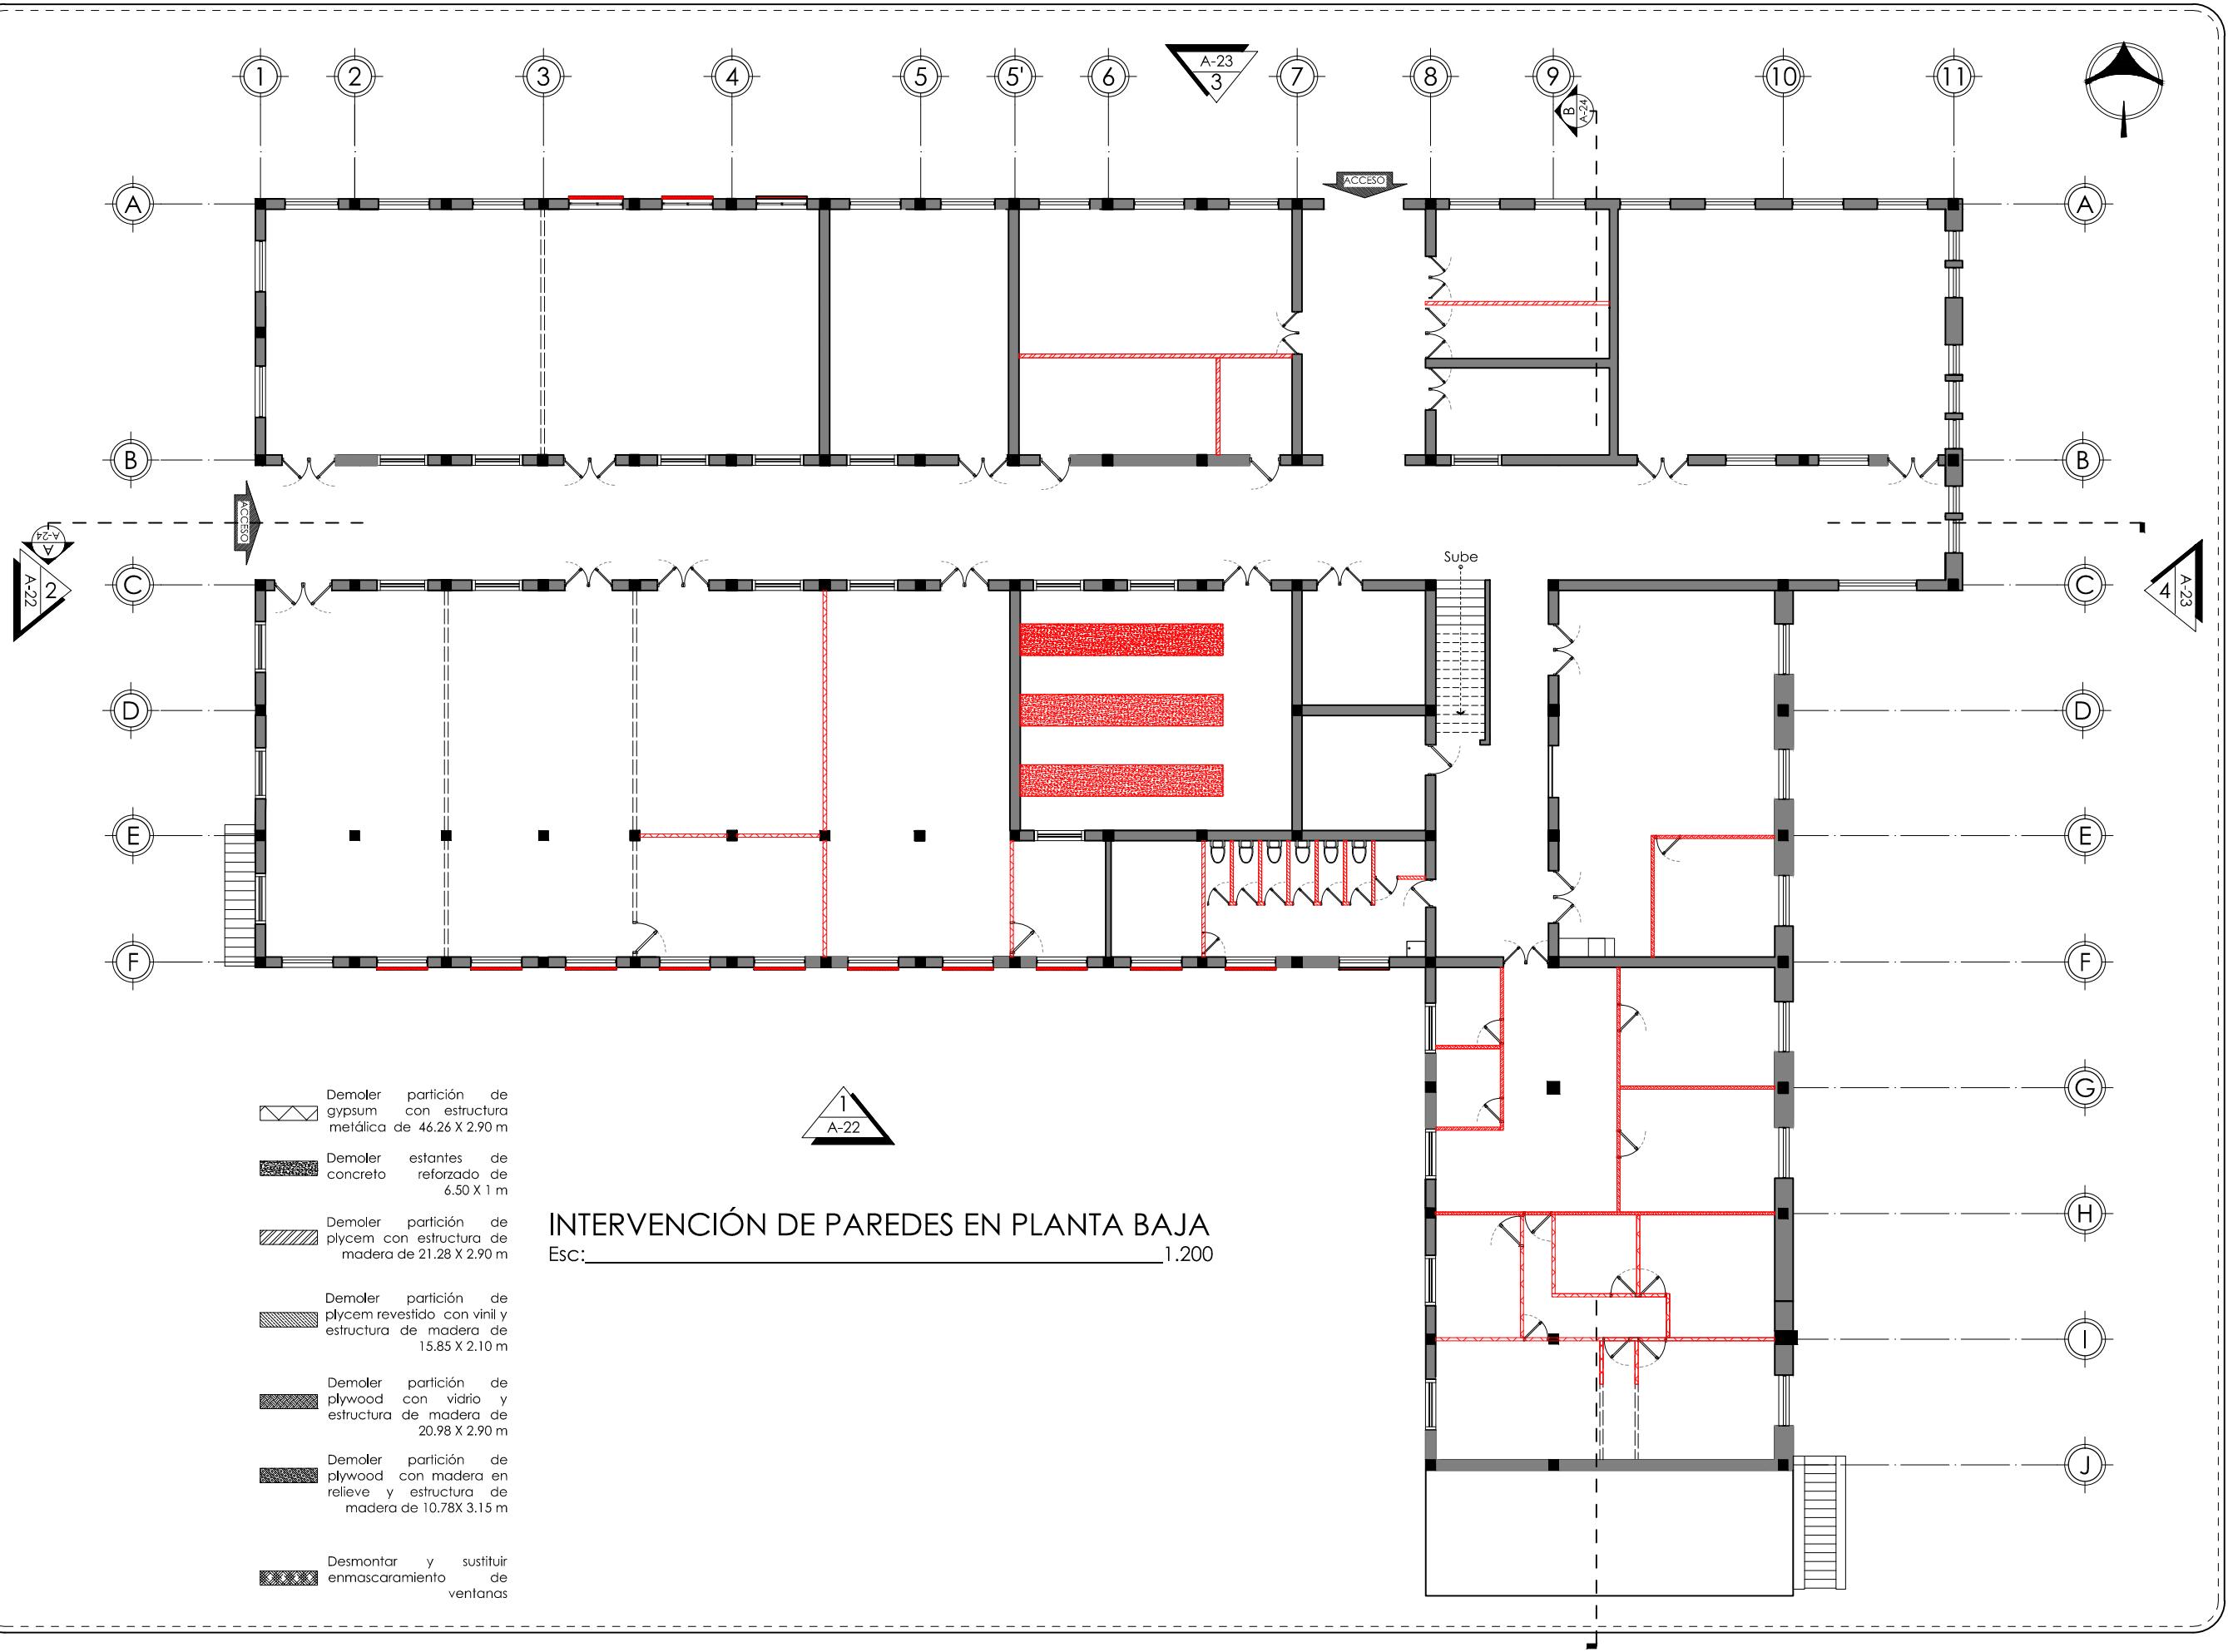 1 2 3 4 5 5' 6 7 8 9 10 11
A-23
3
B
A-24
ACCESO
A A
B B
ACCESO
A-24
A
A-22
2
C C
Sube
4
A-23
D D
E E
F F
G
H
I
J
1
A-22
Demoler partición de
gypsum con estructura
metálica de 46.26 X 2.90 m
Demoler estantes de
concreto reforzado de
6.50 X 1 m
Demoler partición de
plycem con estructura de
madera de 21.28 X 2.90 m
Demoler partición de
plycem revestido con vinil y
estructura de madera de
15.85 X 2.10 m
Demoler partición de
plywood con vidrio y
estructura de madera de
20.98 X 2.90 m
Demoler partición de
plywood con madera en
relieve y estructura de
madera de 10.78X 3.15 m
Desmontar y sustituir
enmascaramiento de
ventanas
INTERVENCIÓN DE PAREDES EN PLANTA BAJA
Esc: 1.200